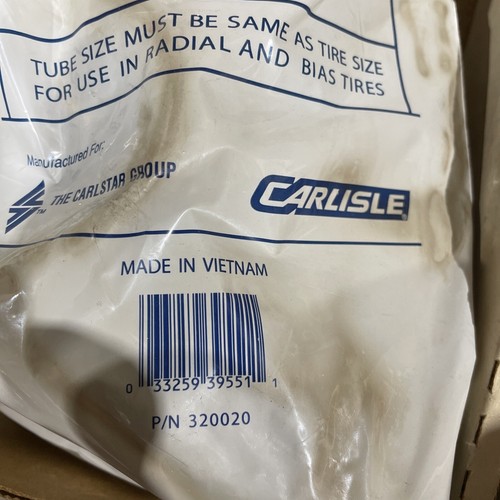 TUBE SIZE MUST BE SAME AS TIRE SIZE
FOR USE IN RADIAL AND BIAS TIRES
Manufactured For:
THE CARLSTAR GROUP
TM
CARLISLE
MADE IN VIETNAM
0 33259 39551 1
P/N 320020